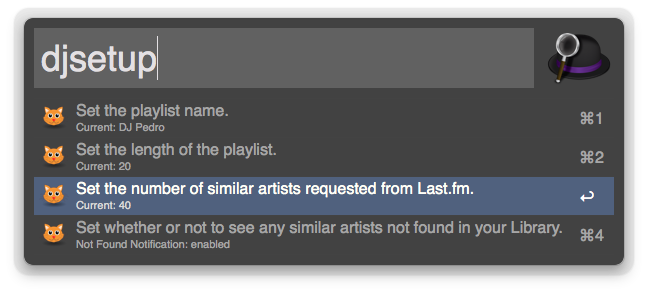 djsetup
Set the playlist name.
Current: DJ Pedro
⌘1
Set the length of the playlist.
Current: 20
⌘2
Set the number of similar artists requested from Last.fm.
Current: 40
↩
Set whether or not to see any similar artists not found in your Library.
Not Found Notification: enabled
⌘4